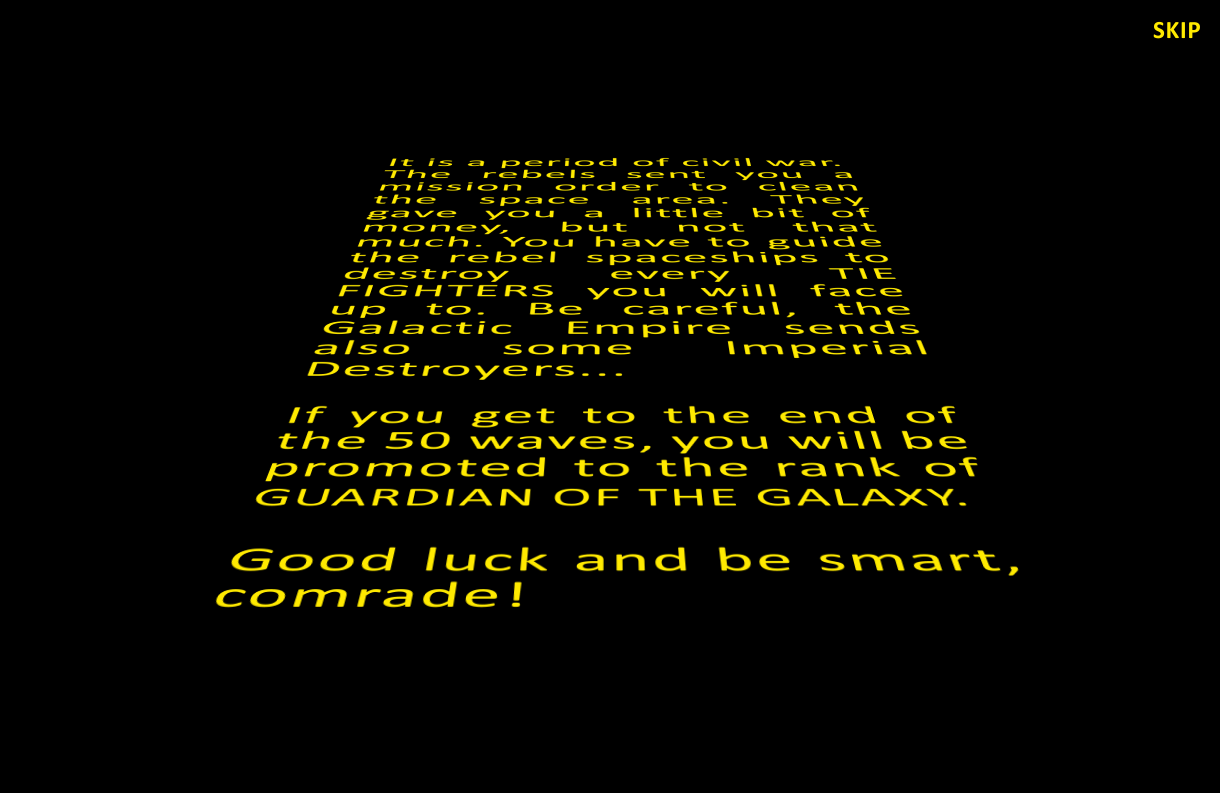 SKIP
It is a period of civil war.
The rebels sent you a
mission order to clean
the space area. They
gave you a little bit of
money, but not that
much. You have to guide
the rebel spaceships to
destroy every TIE
FIGHTERS you will face
up to. Be careful, the
Galactic Empire sends
also some Imperial
Destroyers...
If you get to the end of
the 50 waves, you will be
promoted to the rank of
GUARDIAN OF THE GALAXY.
Good luck and be smart,
comrade!